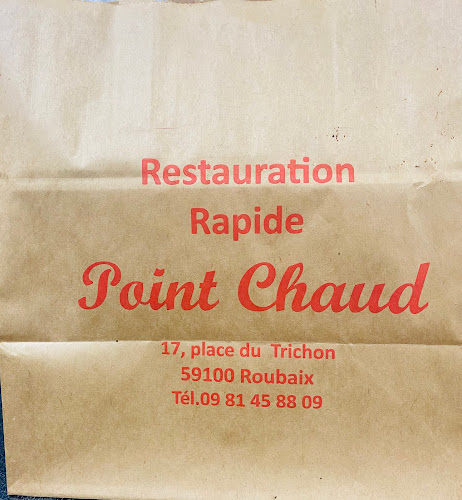 Restauration
Rapide
Point Chaud
17, place du Trichon
59100 Roubaix
Tél.09 81 45 88 09